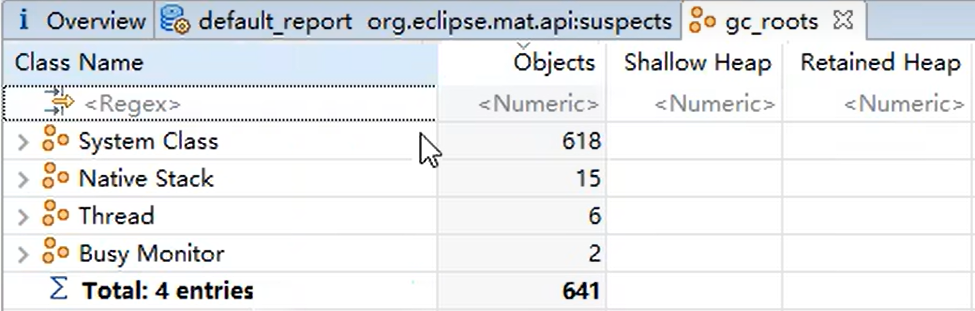 i Overview default_report org.eclipse.mat.api:suspects gc_roots
Class Name Objects Shallow Heap Retained Heap
<Regex> <Numeric> <Numeric> <Numeric>
System Class 618
Native Stack 15
Thread 6
Busy Monitor 2
Σ Total: 4 entries 641